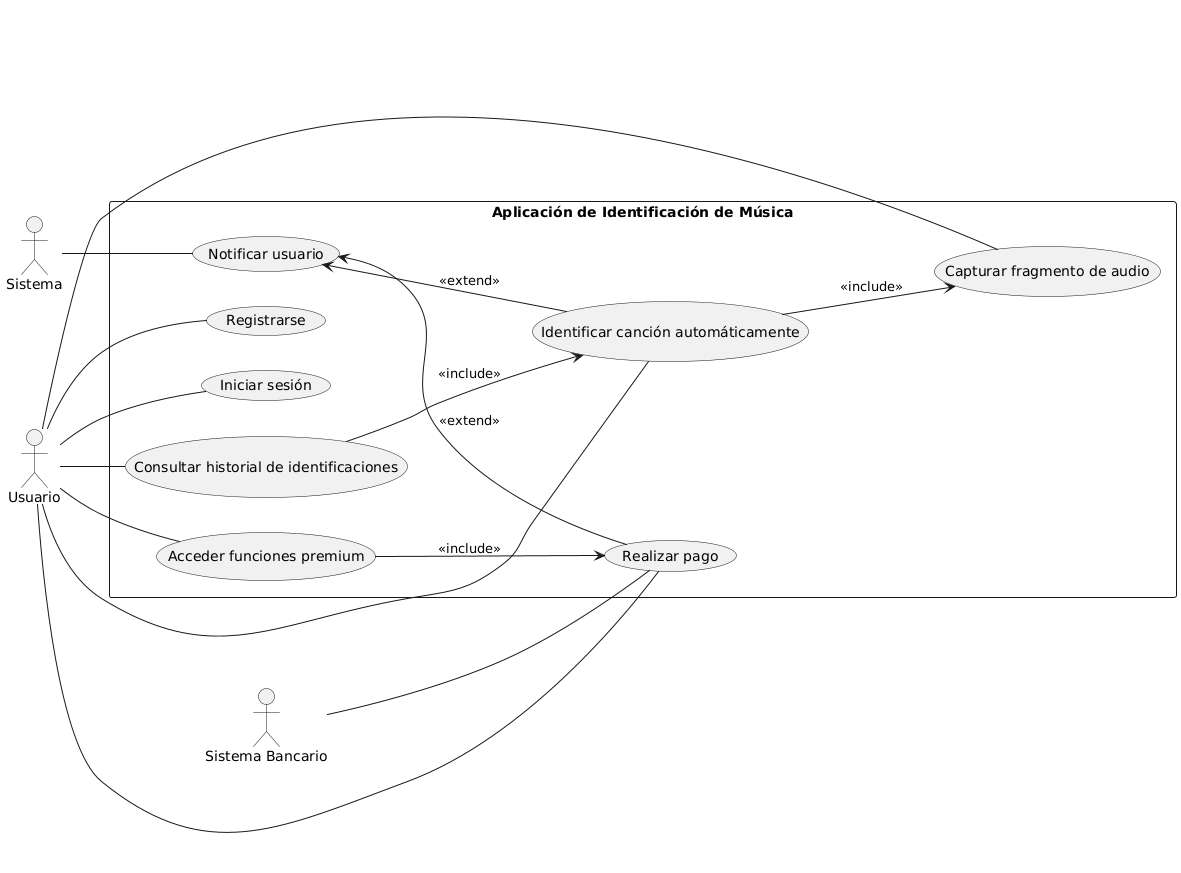 Aplicación de Identificación de Música
Sistema
Notificar usuario
«extend»
Capturar fragmento de audio
«include»
Registrarse
Identificar canción automáticamente
«include»
Iniciar sesión
«extend»
Usuario
Consultar historial de identificaciones
Acceder funciones premium
«include»
Realizar pago
Sistema Bancario